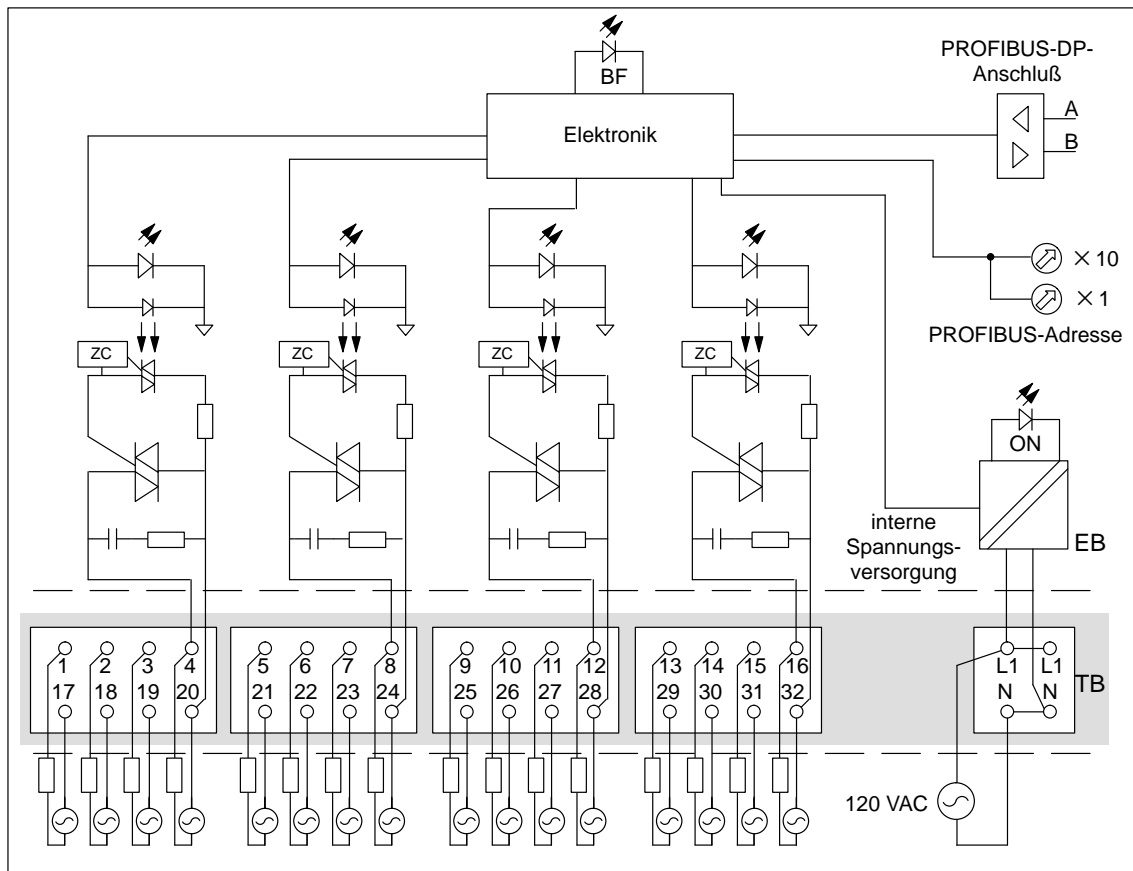 PROFIBUS-DP-
Anschluß
BF
Elektronik
A
B
× 10
× 1
PROFIBUS-Adresse
ZC
ZC
ZC
ZC
ON
interne
Spannungs-
versorgung
EB
1 2 3 4 5 6 7 8 9 10 11 12 13 14 15 16 L1 L1
17 18 19 20 21 22 23 24 25 26 27 28 29 30 31 32 N N
TB
120 VAC